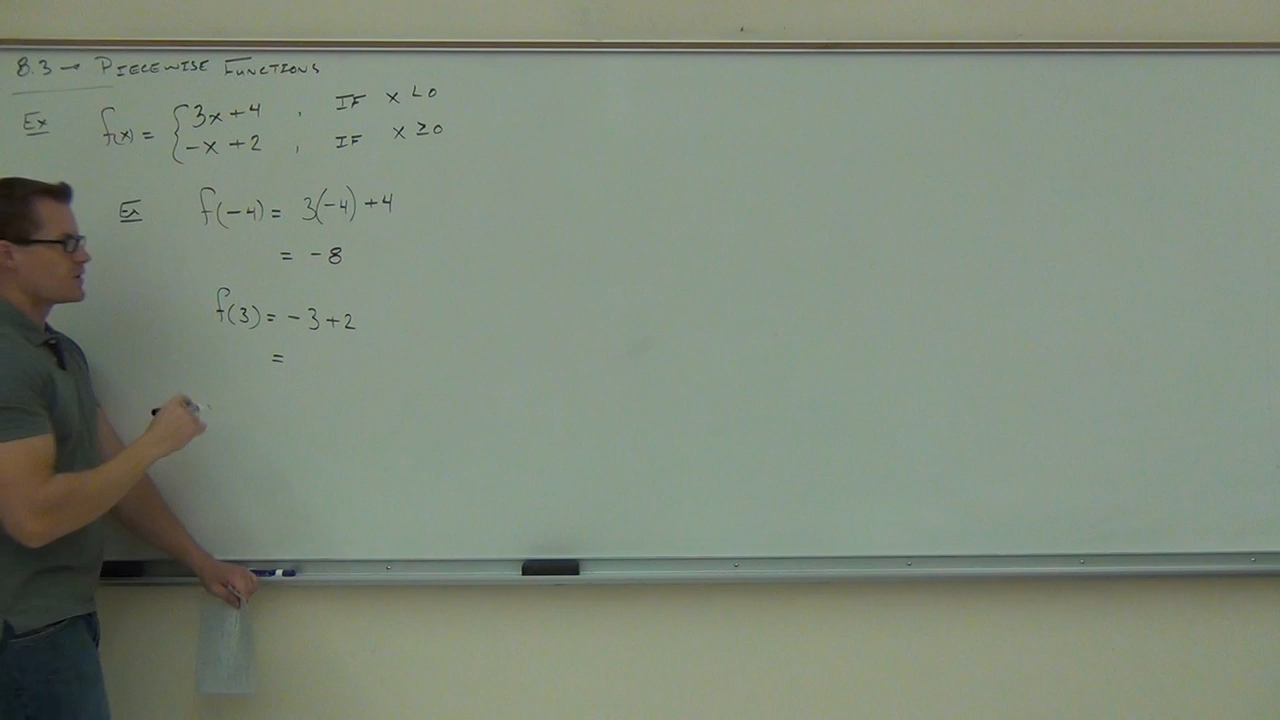 8.3 → PIECEWISE FUNCTIONS
Ex f(x) = { 3x + 4 , IF x < 0
-x + 2 , IF x ≥ 0
Ex f(-4) = 3(-4) + 4
= -8
f(3) = -3 + 2
=